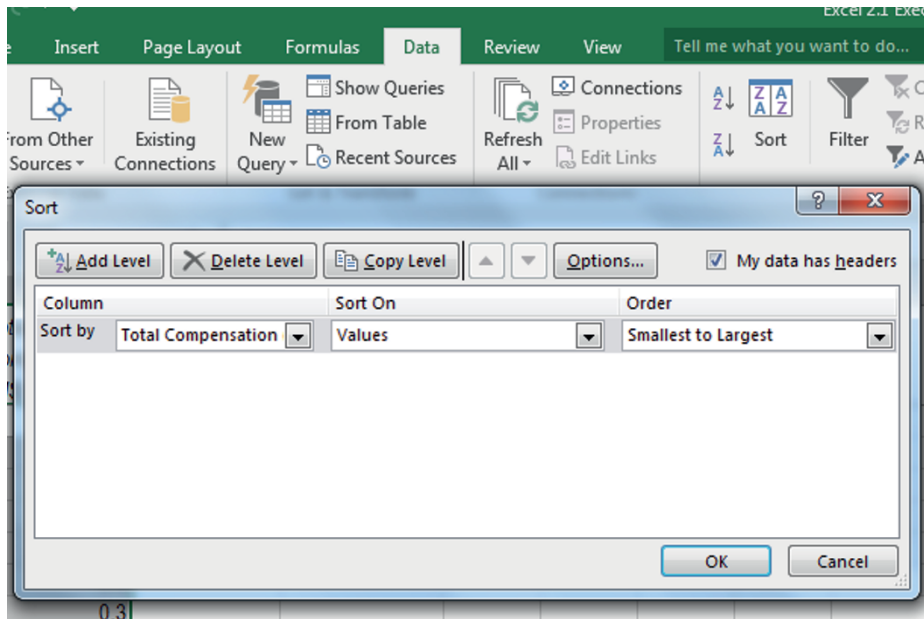 Excel 2.1 Exe
Insert Page Layout Formulas Data Review View Tell me what you want to do...
Show Queries
From Table
Recent Sources
From Other
Sources
Existing
Connections
New
Query
Refresh
All
Connections
Properties
Edit Links
Sort
Filter
Sort
Add Level Delete Level Copy Level Options... My data has headers
Column Sort On Order
Sort by Total Compensation Values Smallest to Largest
OK Cancel
0.3